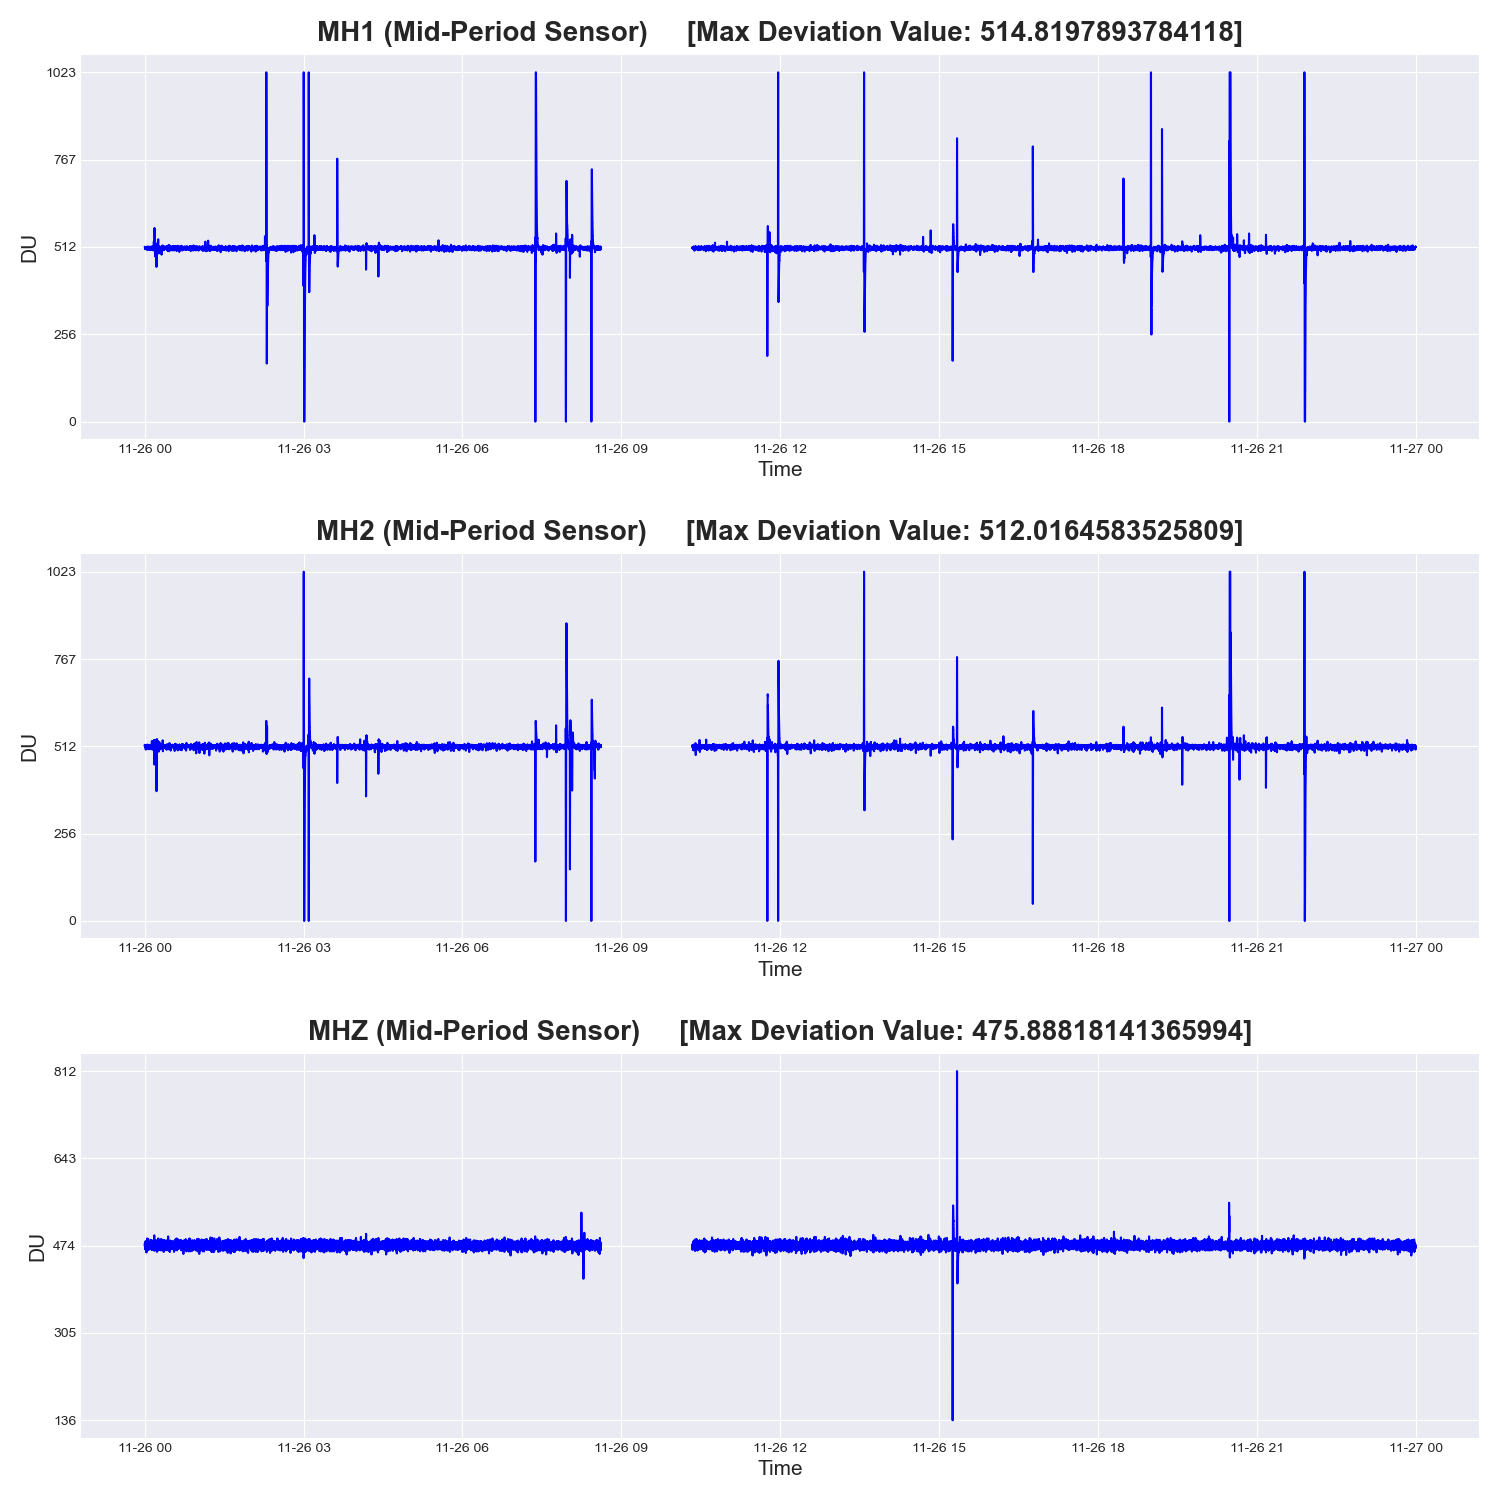 MH1 (Mid-Period Sensor) [Max Deviation Value: 514.8197893784118]
1023
767
512
256
0
DU
11-26 00 11-26 03 11-26 06 11-26 09 11-26 12 11-26 15 11-26 18 11-26 21 11-27 00
Time
MH2 (Mid-Period Sensor) [Max Deviation Value: 512.0164583525809]
1023
767
512
256
0
DU
11-26 00 11-26 03 11-26 06 11-26 09 11-26 12 11-26 15 11-26 18 11-26 21 11-27 00
Time
MHZ (Mid-Period Sensor) [Max Deviation Value: 475.88818141365994]
812
643
474
305
136
DU
11-26 00 11-26 03 11-26 06 11-26 09 11-26 12 11-26 15 11-26 18 11-26 21 11-27 00
Time